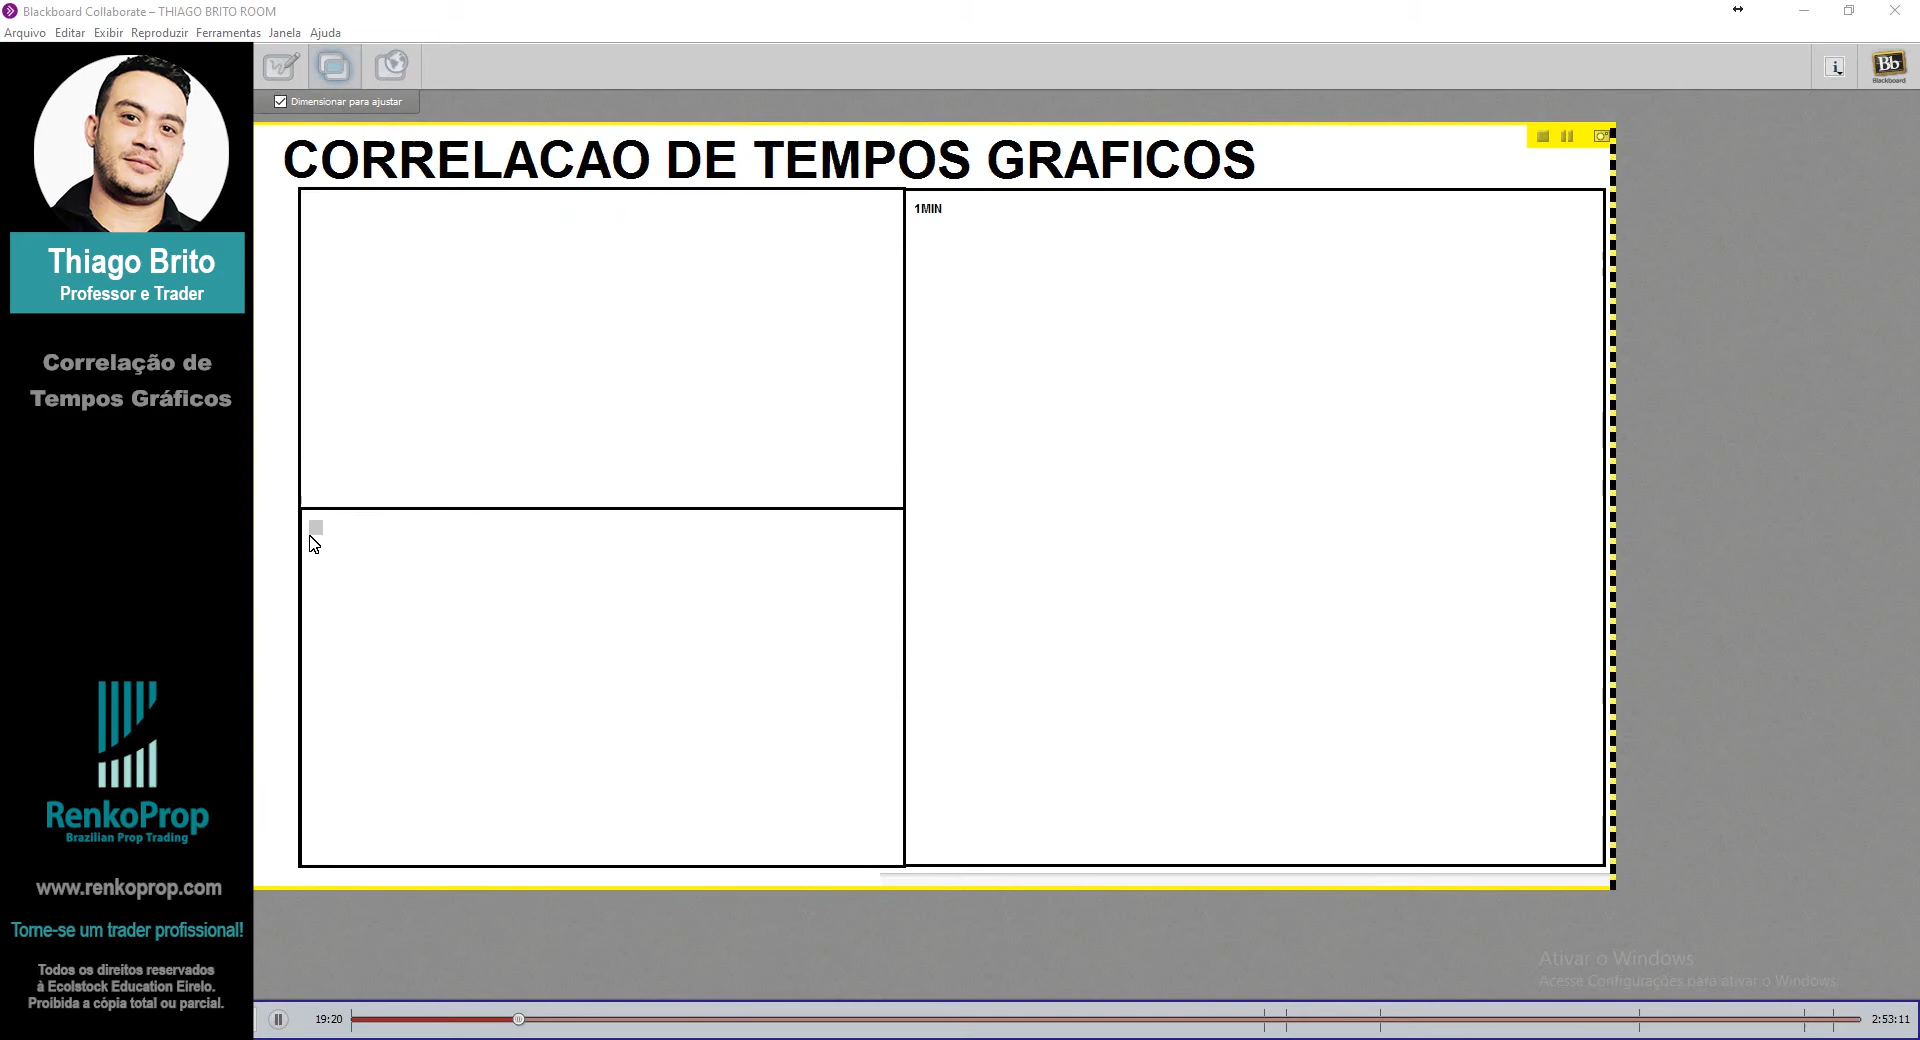 Blackboard Collaborate – THIAGO BRITO ROOM
Arquivo Editar Exibir Reproduzir Ferramentas Janela Ajuda
Dimensionar para ajustar
Bb
Blackboard
CORRELACAO DE TEMPOS GRAFICOS
1MIN
Thiago Brito
Professor e Trader
Correlação de
Tempos Gráficos
RenkoProp
Brazilian Prop Trading
www.renkoprop.com
Torne-se um trader profissional!
Todos os direitos reservados
à Ecolstock Education Eirelo.
Proibida a cópia total ou parcial.
Ativar o Windows
Acesse Configurações para ativar o Windows.
19:20
2:53:11